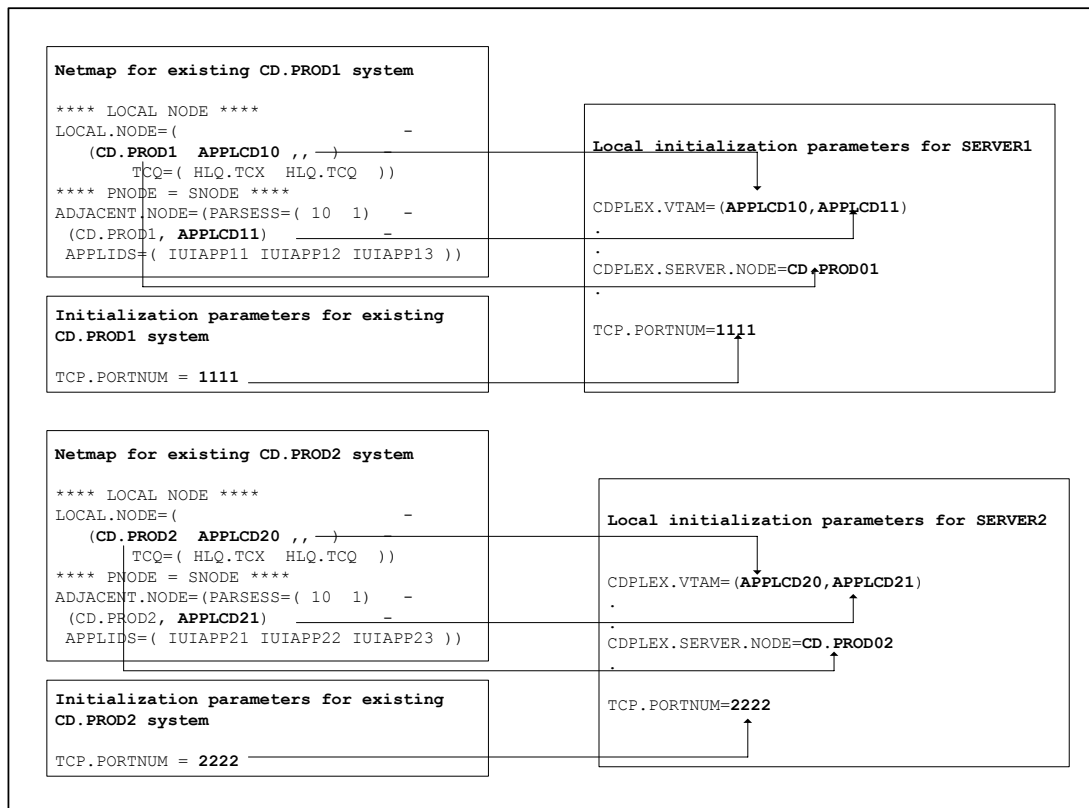 Netmap for existing CD.PROD1 system
**** LOCAL NODE ****
LOCAL.NODE=( -
(CD.PROD1 APPLCD10 ,, ) -
TCQ=( HLQ.TCX HLQ.TCQ ))
**** PNODE = SNODE ****
ADJACENT.NODE=(PARSESS=( 10 1) -
(CD.PROD1, APPLCD11) -
APPLIDS=( IUIAPP11 IUIAPP12 IUIAPP13 ))
Initialization parameters for existing
CD.PROD1 system
TCP.PORTNUM = 1111
Local initialization parameters for SERVER1
CDPLEX.VTAM=(APPLCD10,APPLCD11)
.
.
CDPLEX.SERVER.NODE=CD.PROD01
.
TCP.PORTNUM=1111
Netmap for existing CD.PROD2 system
**** LOCAL NODE ****
LOCAL.NODE=( -
(CD.PROD2 APPLCD20 ,, ) -
TCQ=( HLQ.TCX HLQ.TCQ ))
**** PNODE = SNODE ****
ADJACENT.NODE=(PARSESS=( 10 1) -
(CD.PROD2, APPLCD21) -
APPLIDS=( IUIAPP21 IUIAPP22 IUIAPP23 ))
Initialization parameters for existing
CD.PROD2 system
TCP.PORTNUM = 2222
Local initialization parameters for SERVER2
CDPLEX.VTAM=(APPLCD20,APPLCD21)
.
.
CDPLEX.SERVER.NODE=CD.PROD02
.
TCP.PORTNUM=2222